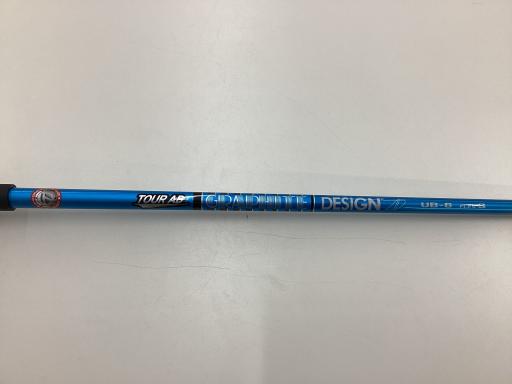 TOUR AD GRAPHITE DESIGN UB-6